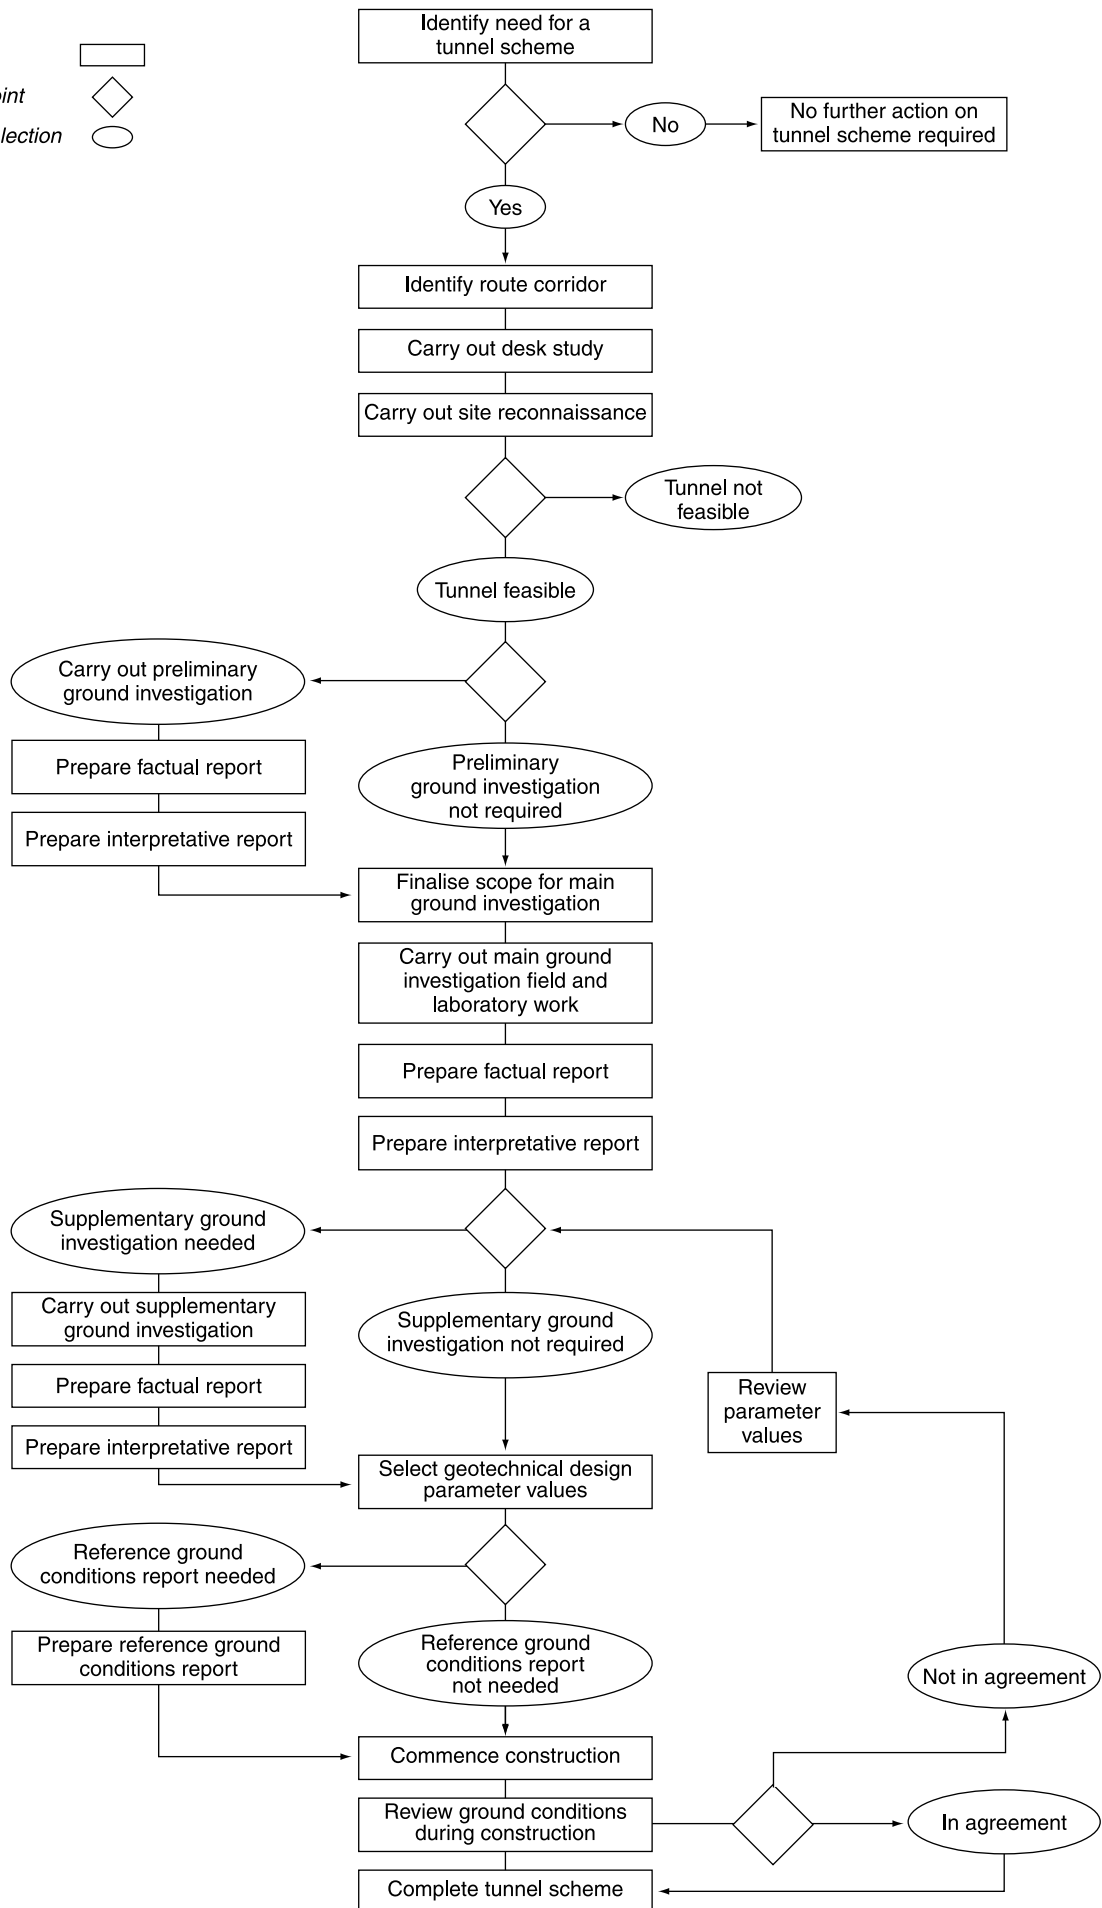 Identify need for a
tunnel scheme
int
lection
No
No further action on
tunnel scheme required
Yes
Identify route corridor
Carry out desk study
Carry out site reconnaissance
Tunnel not
feasible
Tunnel feasible
Carry out preliminary
ground investigation
Prepare factual report
Prepare interpretative report
Preliminary
ground investigation
not required
Finalise scope for main
ground investigation
Carry out main ground
investigation field and
laboratory work
Prepare factual report
Prepare interpretative report
Supplementary ground
investigation needed
Carry out supplementary
ground investigation
Prepare factual report
Prepare interpretative report
Supplementary ground
investigation not required
Review
parameter
values
Select geotechnical design
parameter values
Reference ground
conditions report needed
Prepare reference ground
conditions report
Reference ground
conditions report
not needed
Not in agreement
Commence construction
Review ground conditions
during construction
In agreement
Complete tunnel scheme